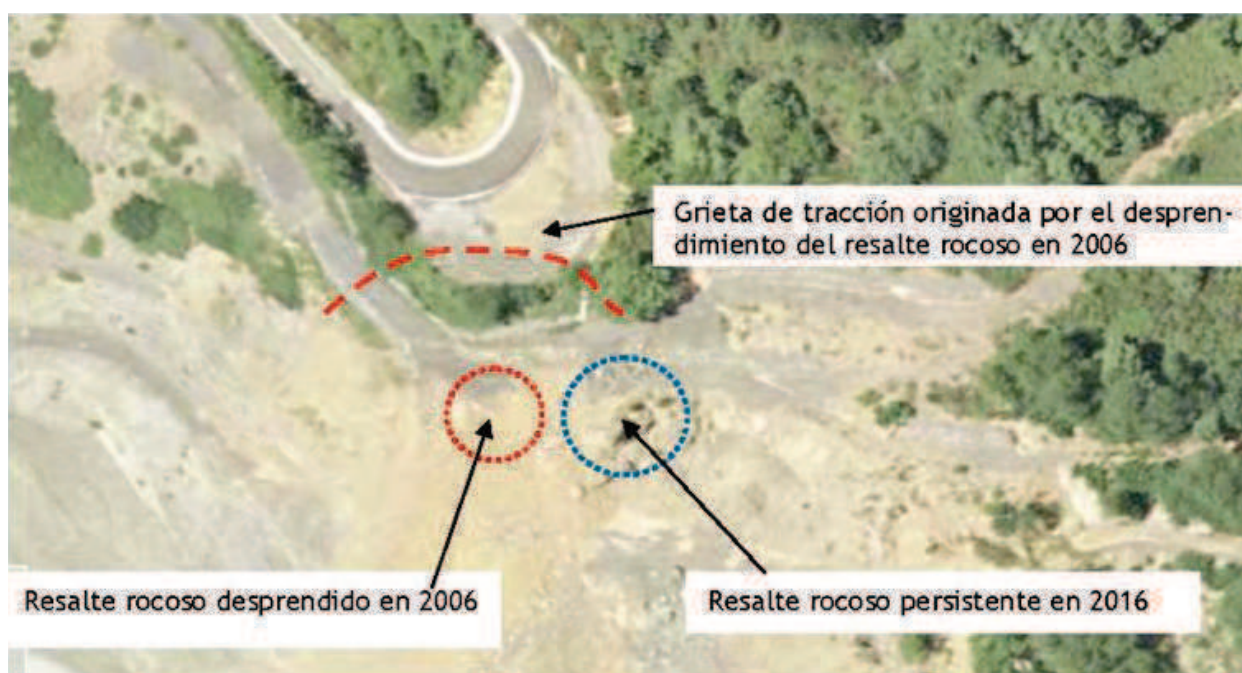 Grieta de tracción originada por el despren-
dimiento del resalte rocoso en 2006
Resalte rocoso desprendido en 2006
Resalte rocoso persistente en 2016